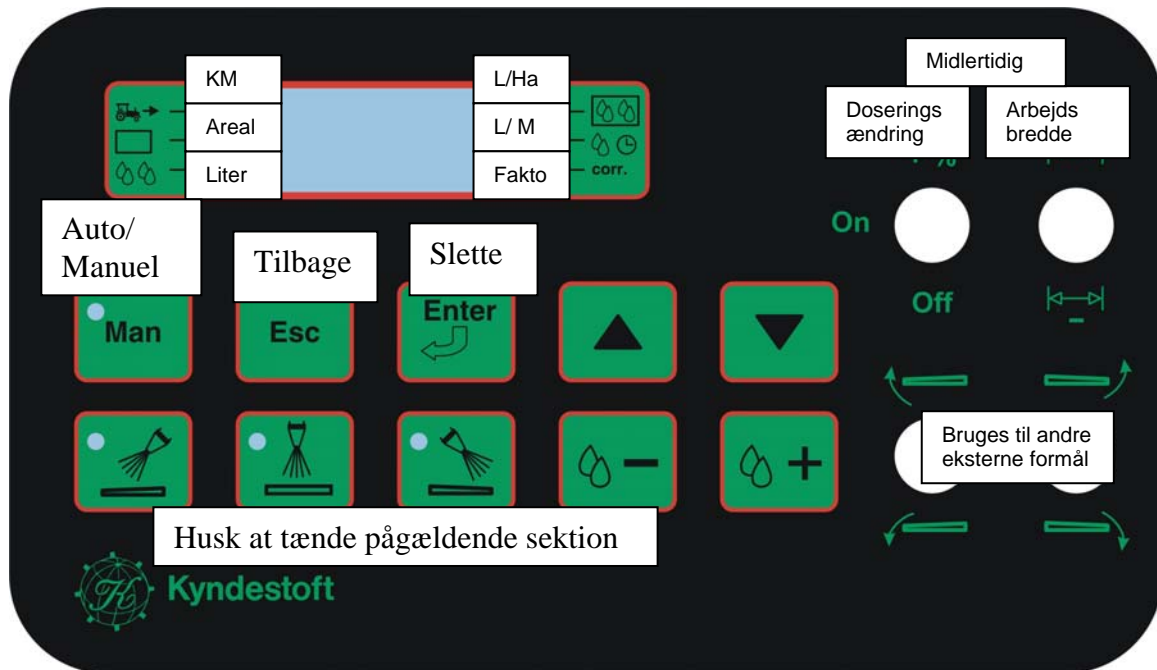 Midlertidig
Doserings
ændring
Arbejds
bredde
%
KM
Areal
Liter
L/Ha
L/ M
Fakto
corr.
On
Off
Auto/
Manuel
Tilbage
Slette
Man
Esc
Enter
Bruges til andre
eksterne formål
Husk at tænde pågældende sektion
K
Kyndestoft